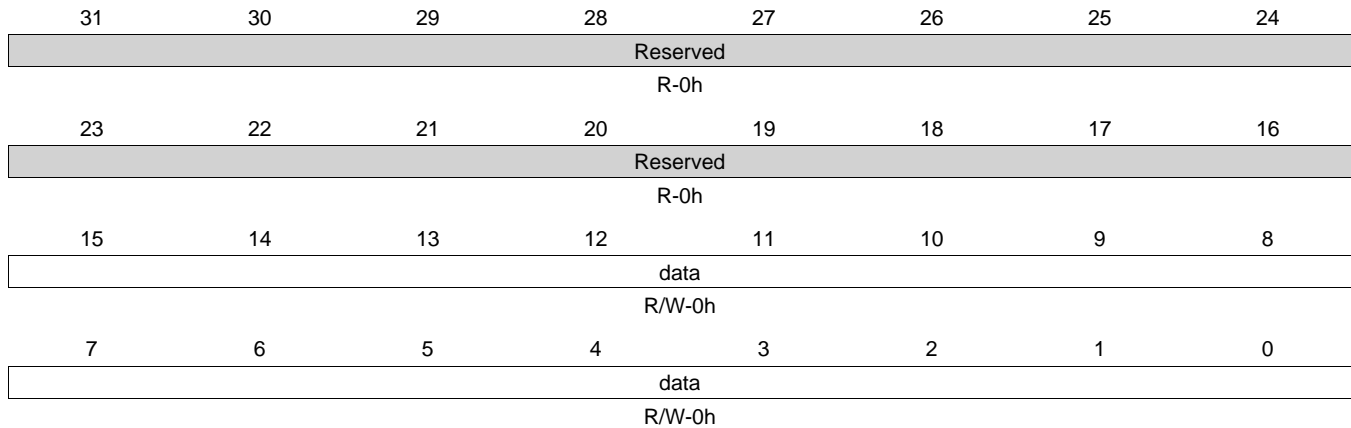 31 30 29 28 27 26 25 24
Reserved
R-0h
23 22 21 20 19 18 17 16
Reserved
R-0h
15 14 13 12 11 10 9 8
data
R/W-0h
7 6 5 4 3 2 1 0
data
R/W-0h